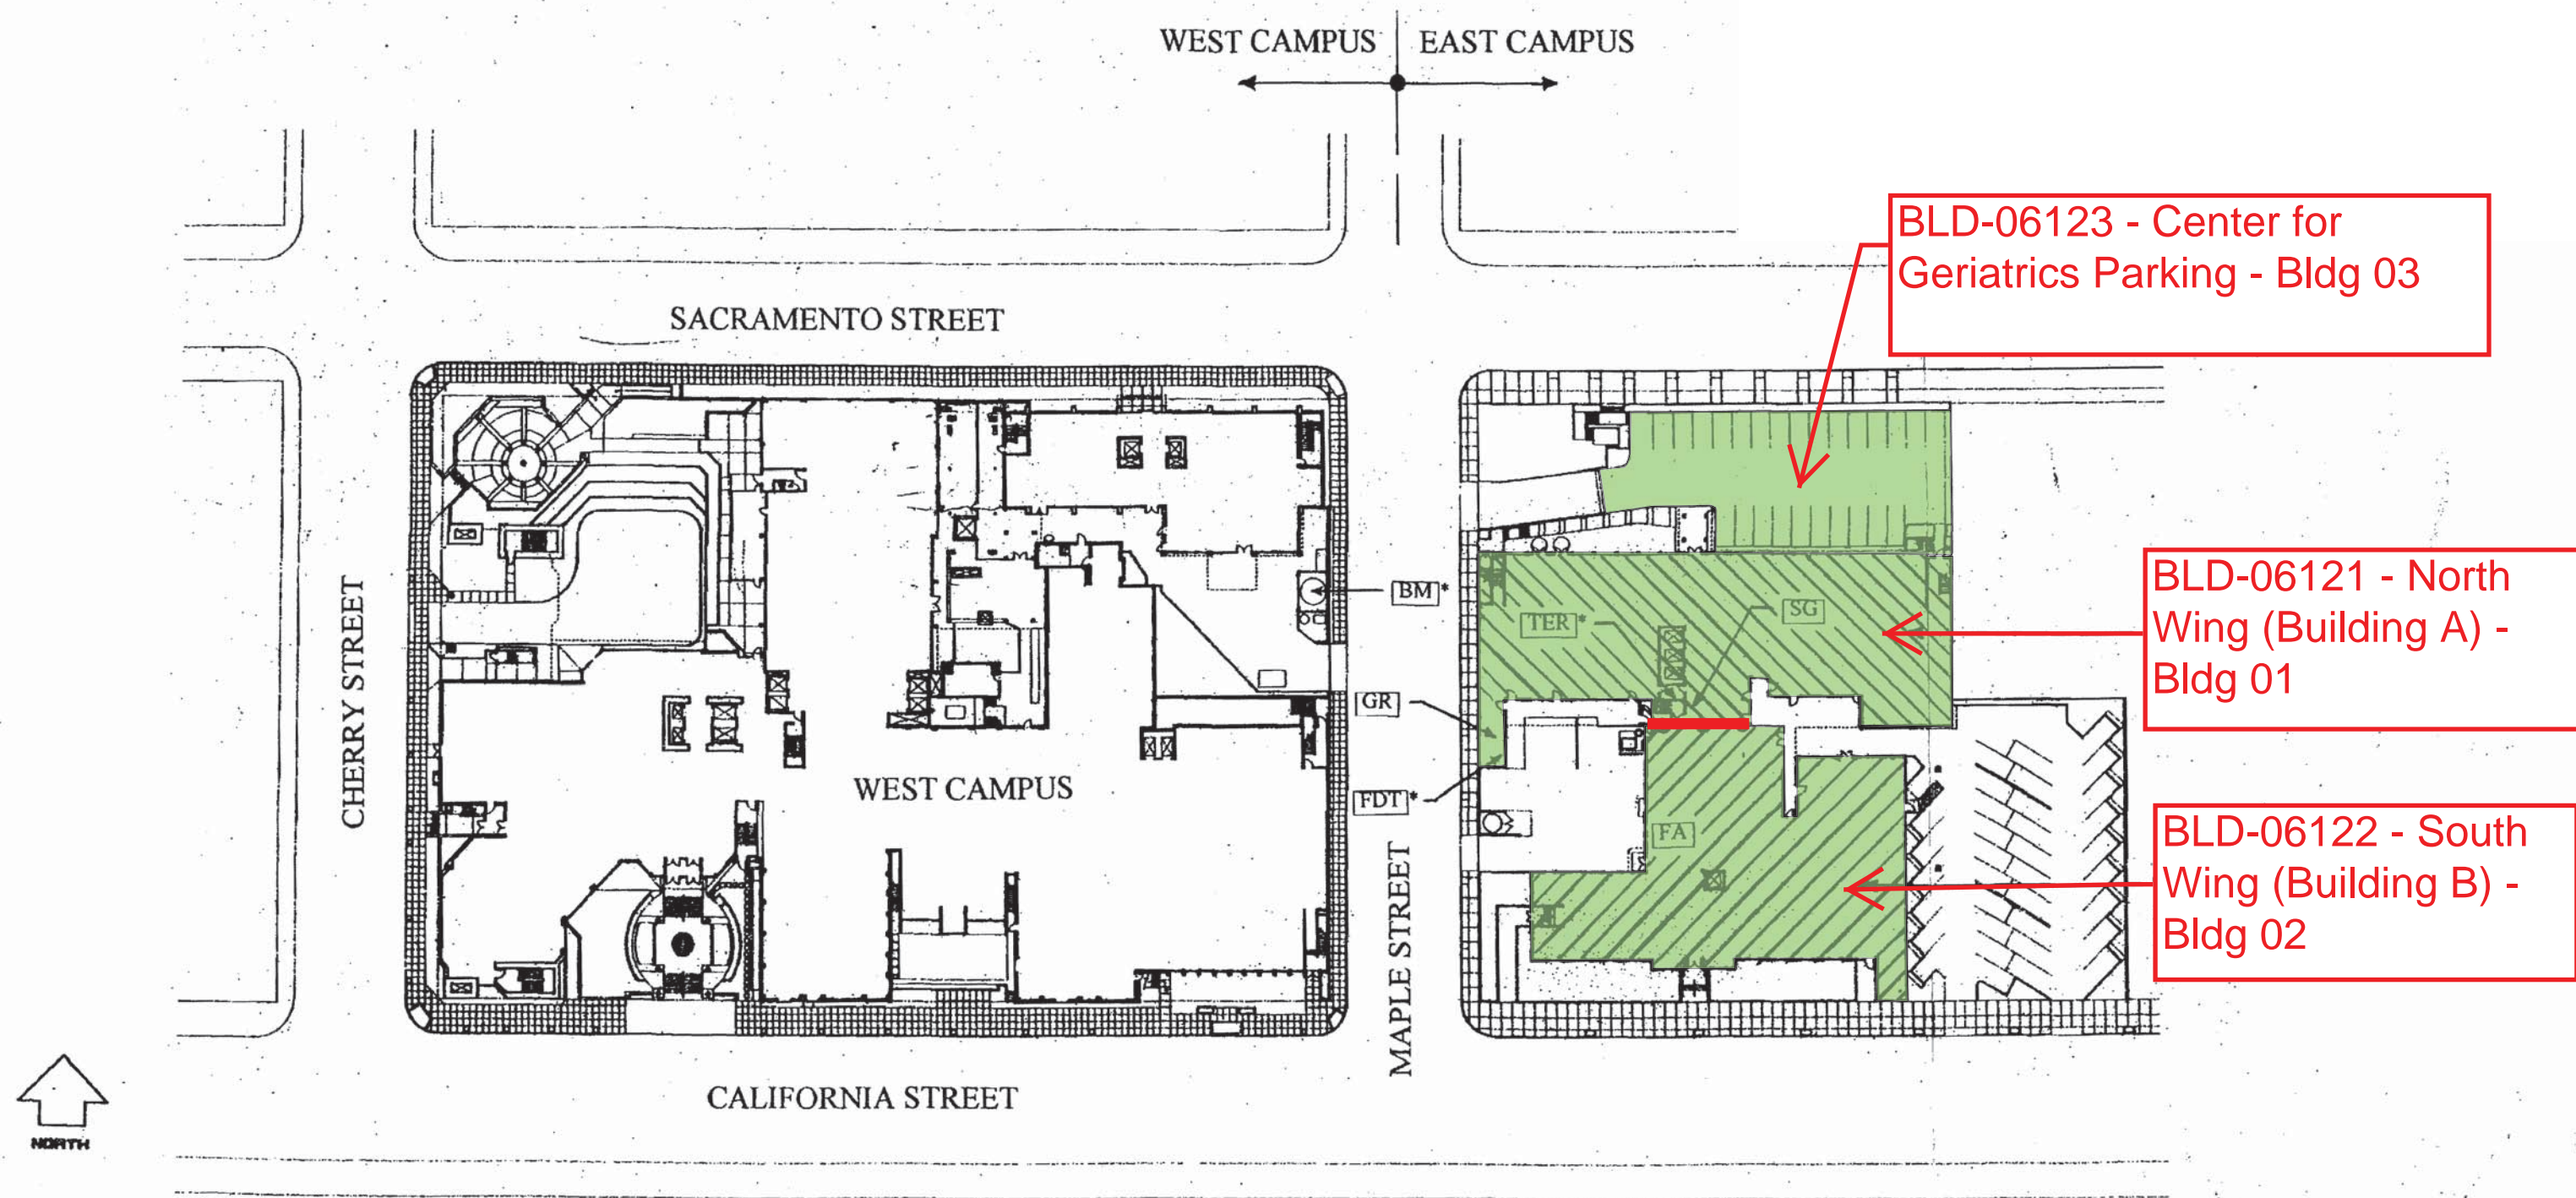 WEST CAMPUS
EAST CAMPUS
BLD-06123 - Center for
Geriatrics Parking - Bldg 03
SACRAMENTO STREET
BLD-06121 - North
Wing (Building A) -
Bldg 01
BM*
TER*
SG
GR
CHERRY STREET
WEST CAMPUS
FDT*
FA
BLD-06122 - South
Wing (Building B) -
Bldg 02
MAPLE STREET
CALIFORNIA STREET
NORTH